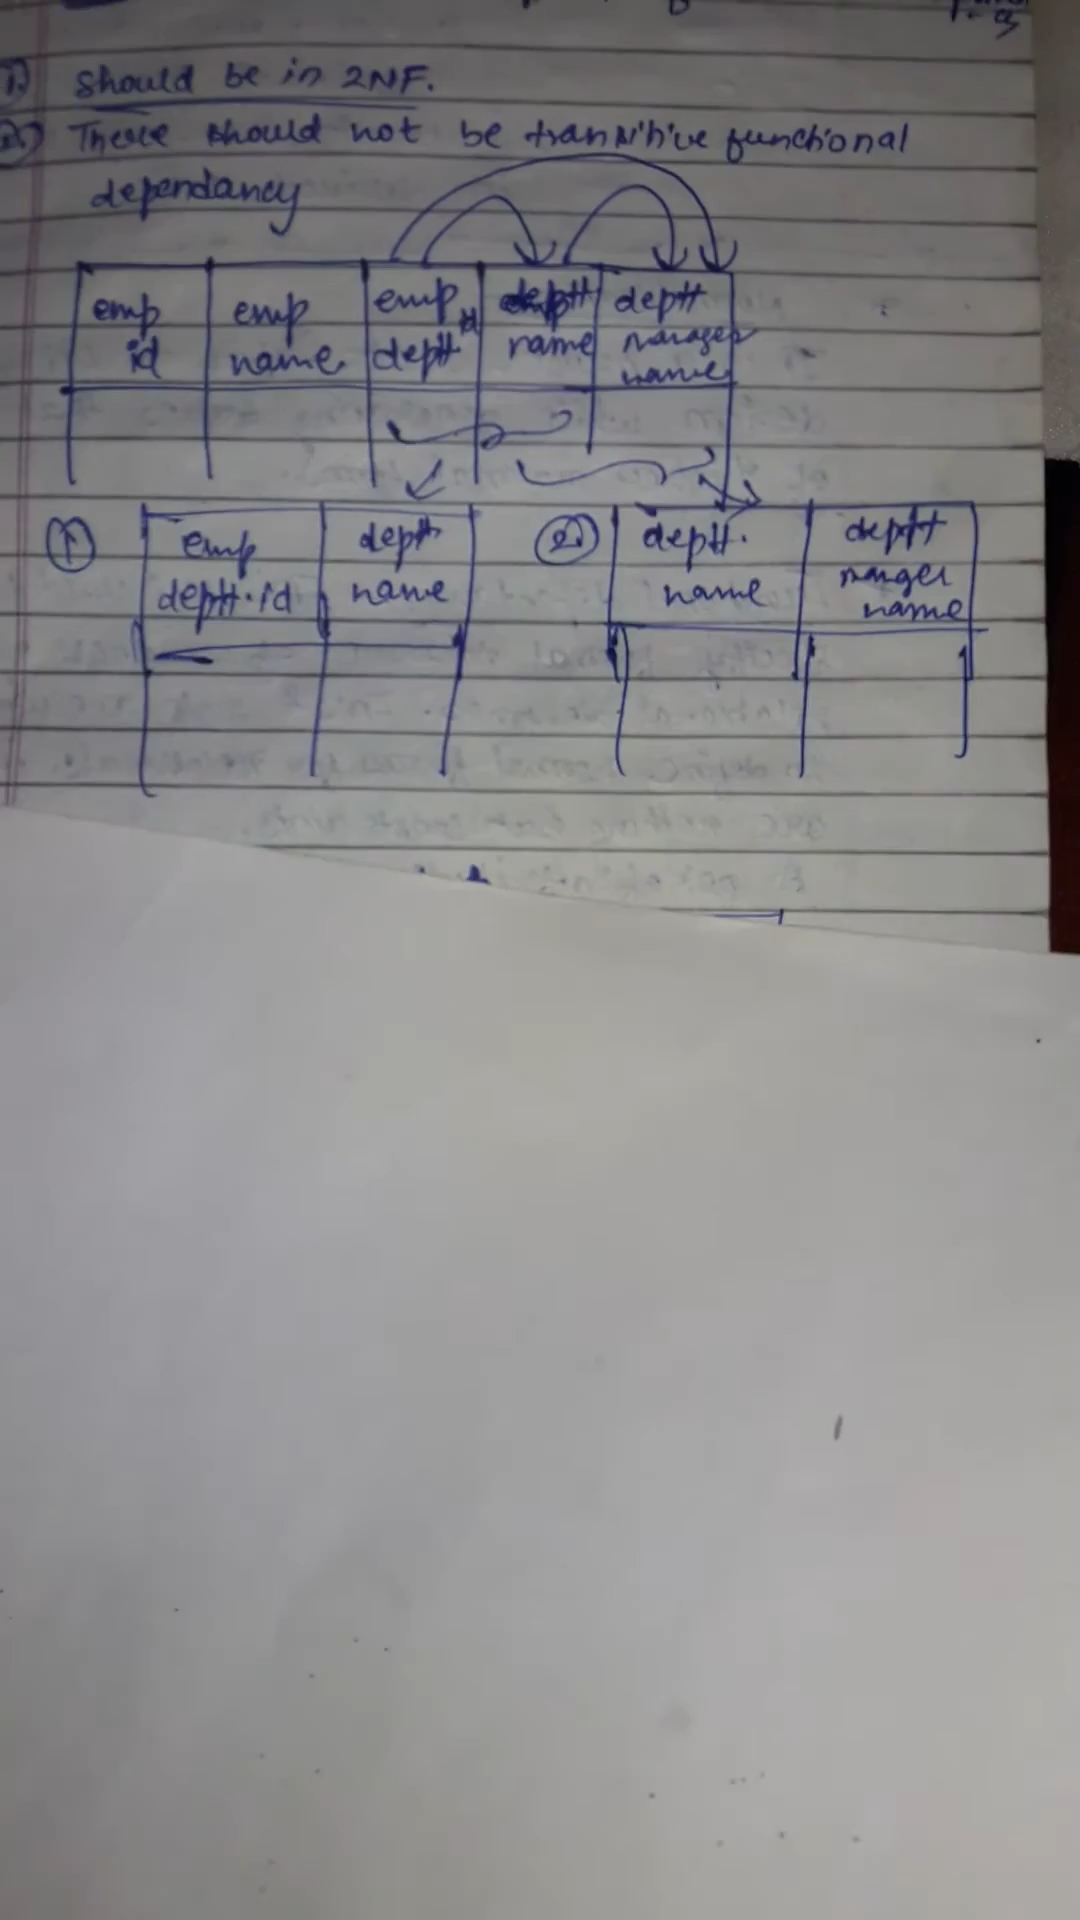 1) Should be in 2NF.
2) There should not be transitive functional
dependancy
emp id
emp name
emp deptt id
deptt name
deptt manager name
1
emp deptt.id
deptt name
2
deptt. name
deptt manger name